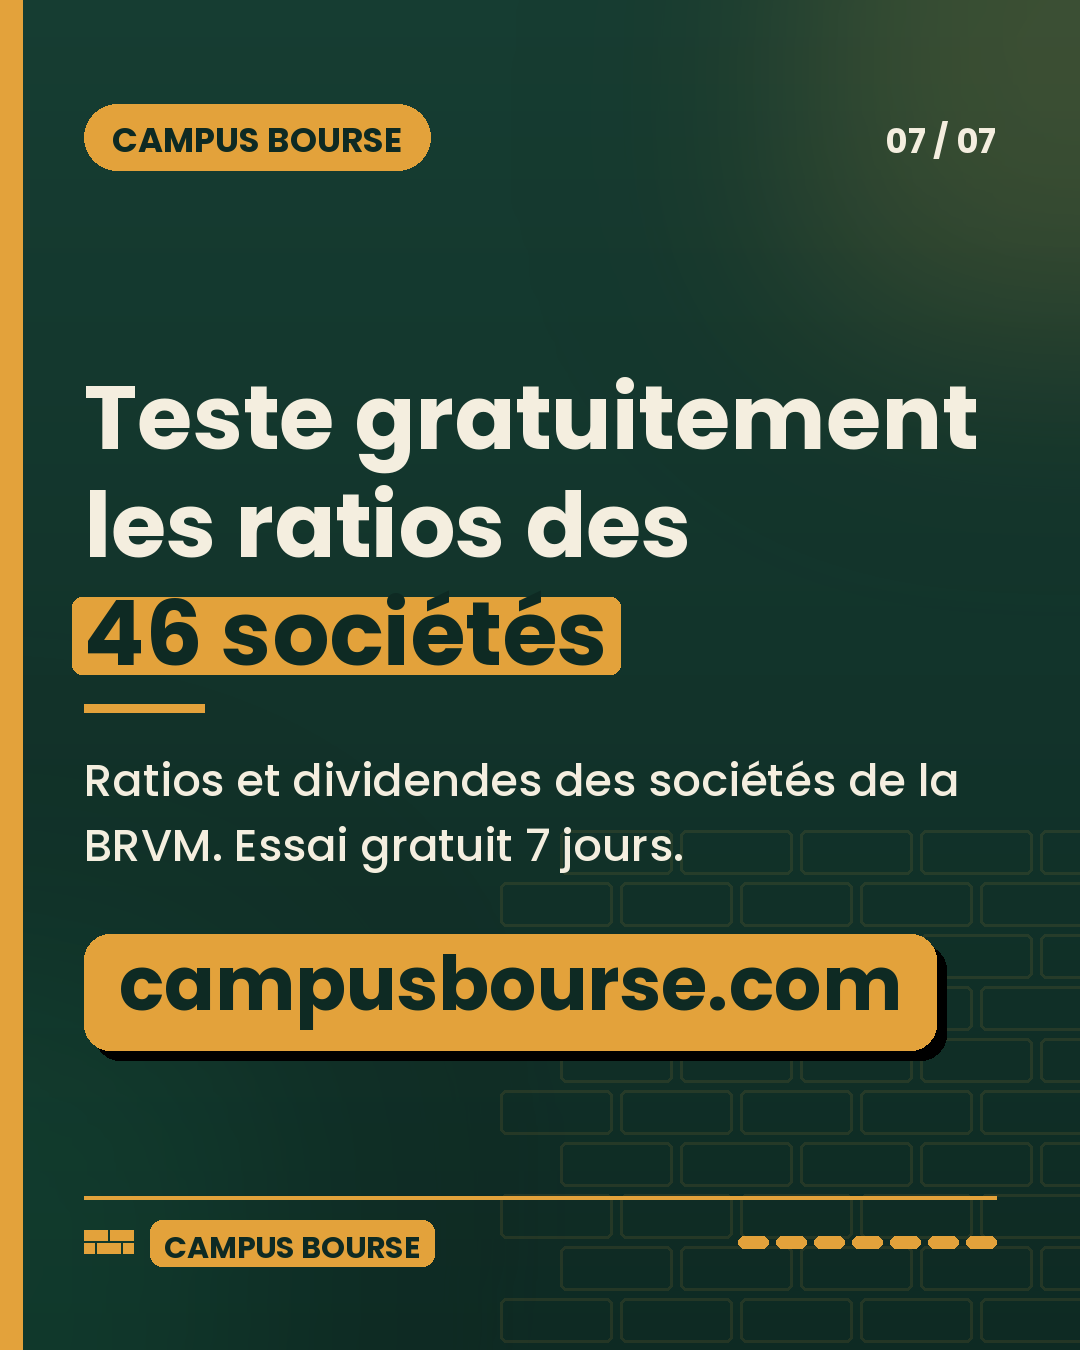 CAMPUS BOURSE
07 / 07
Teste gratuitement
les ratios des
46 sociétés
Ratios et dividendes des sociétés de la
BRVM. Essai gratuit 7 jours.
campusbourse.com
CAMPUS BOURSE